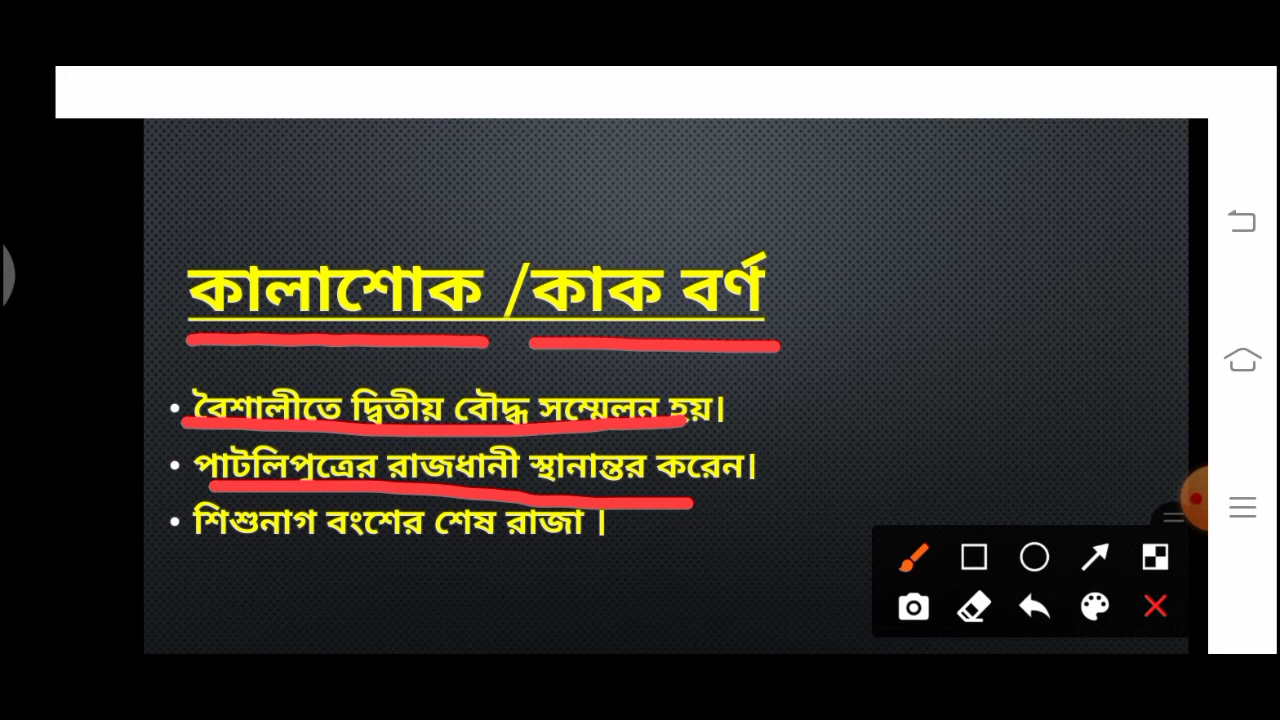 কালাশোক /কাক বর্ণ
• বৈশালীতে দ্বিতীয় বৌদ্ধ সম্মেলন হয়।
• পাটলিপুত্রের রাজধানী স্থানান্তর করেন।
• শিশুনাগ বংশের শেষ রাজা ।